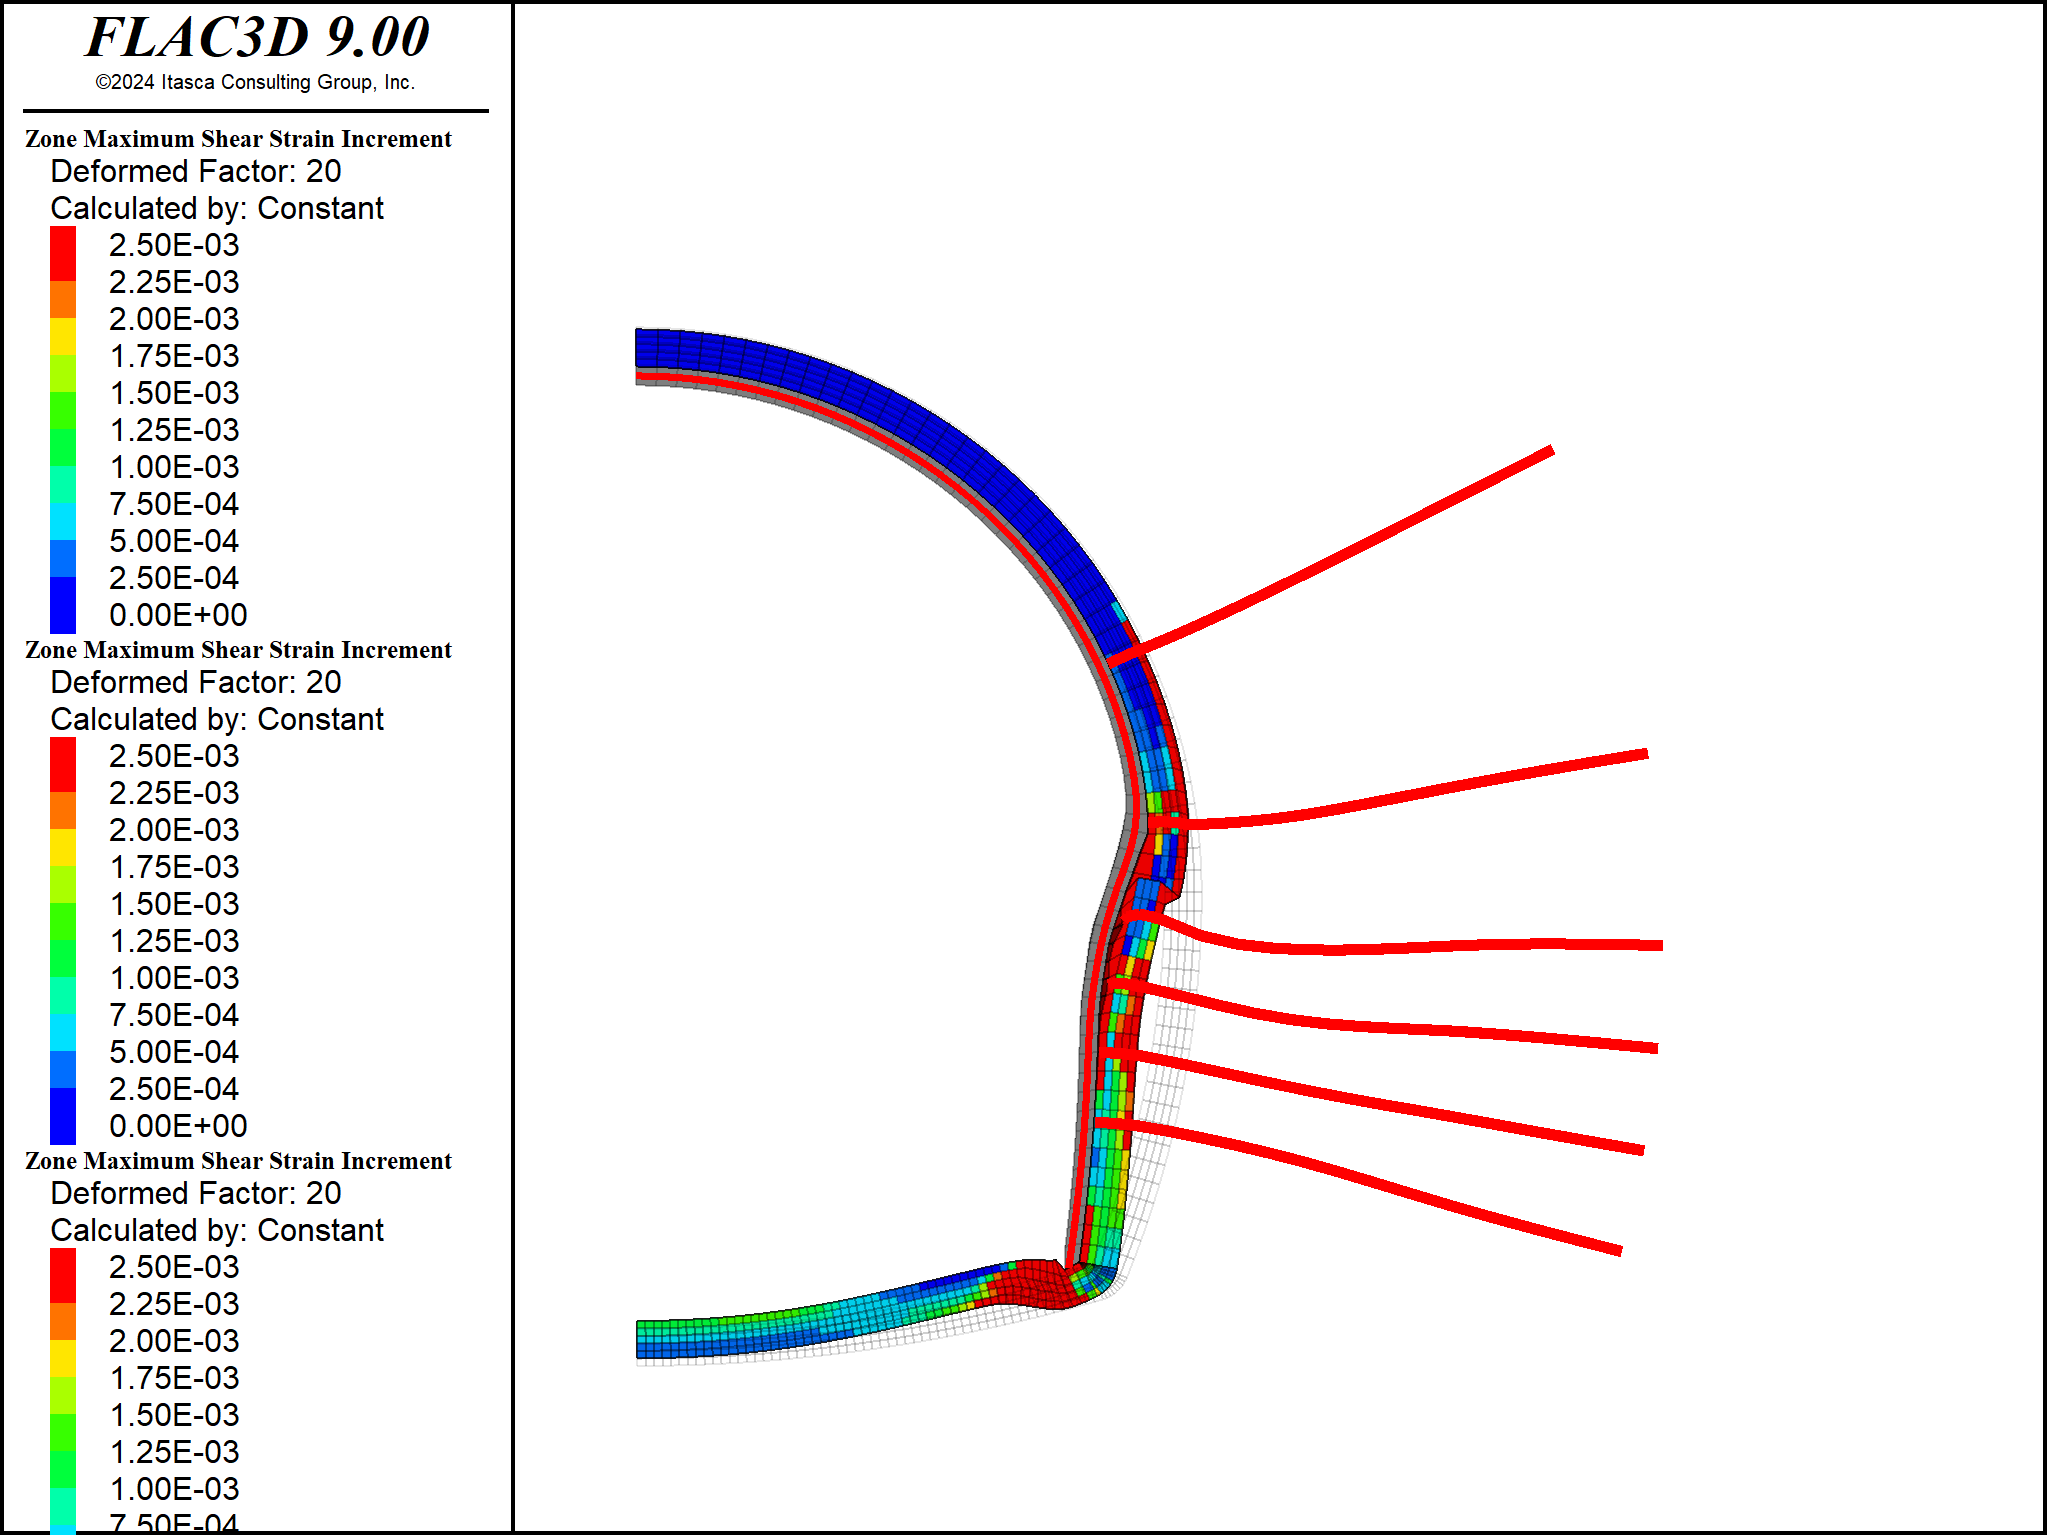 FLAC3D 9.00
©2024 Itasca Consulting Group, Inc.
Zone Maximum Shear Strain Increment
Deformed Factor: 20
Calculated by: Constant
2.50E-03
2.25E-03
2.00E-03
1.75E-03
1.50E-03
1.25E-03
1.00E-03
7.50E-04
5.00E-04
2.50E-04
0.00E+00
Zone Maximum Shear Strain Increment
Deformed Factor: 20
Calculated by: Constant
2.50E-03
2.25E-03
2.00E-03
1.75E-03
1.50E-03
1.25E-03
1.00E-03
7.50E-04
5.00E-04
2.50E-04
0.00E+00
Zone Maximum Shear Strain Increment
Deformed Factor: 20
Calculated by: Constant
2.50E-03
2.25E-03
2.00E-03
1.75E-03
1.50E-03
1.25E-03
1.00E-03
7.50E-04